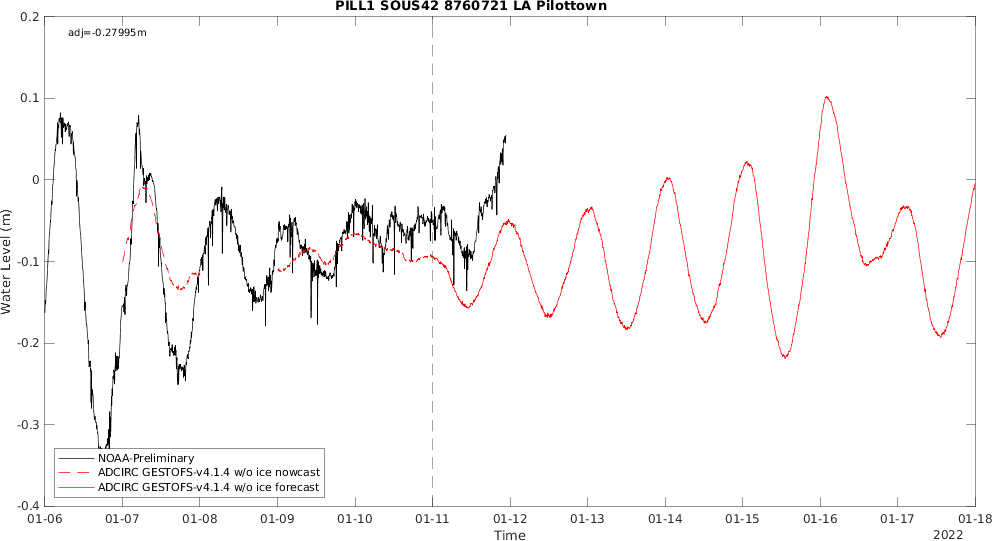 PILL1 SOUS42 8760721 LA Pilottown
adj=-0.27995m
0.2
0.1
0
-0.1
-0.2
-0.3
-0.4
Water Level (m)
NOAA-Preliminary
ADCIRC GESTOFS-v4.1.4 w/o ice nowcast
ADCIRC GESTOFS-v4.1.4 w/o ice forecast
01-06 01-07 01-08 01-09 01-10 01-11 01-12 01-13 01-14 01-15 01-16 01-17 01-18
Time
2022